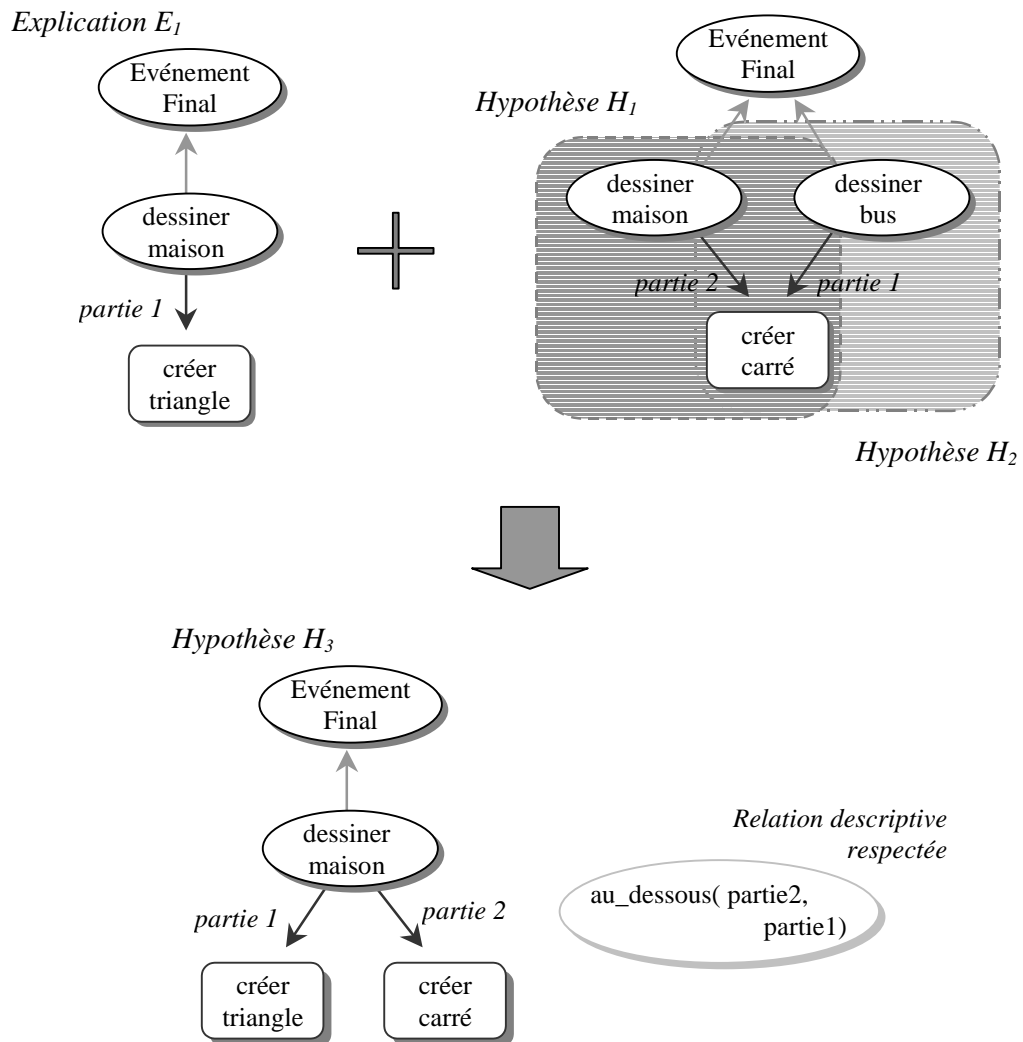 Explication E1
Evénement
Final
dessiner
maison
partie 1
créer
triangle
Evénement
Final
Hypothèse H1
dessiner
maison
dessiner
bus
partie 2
partie 1
créer
carré
Hypothèse H2
Hypothèse H3
Evénement
Final
dessiner
maison
partie 1
partie 2
créer
triangle
créer
carré
Relation descriptive
respectée
au_dessous( partie2,
partie1)